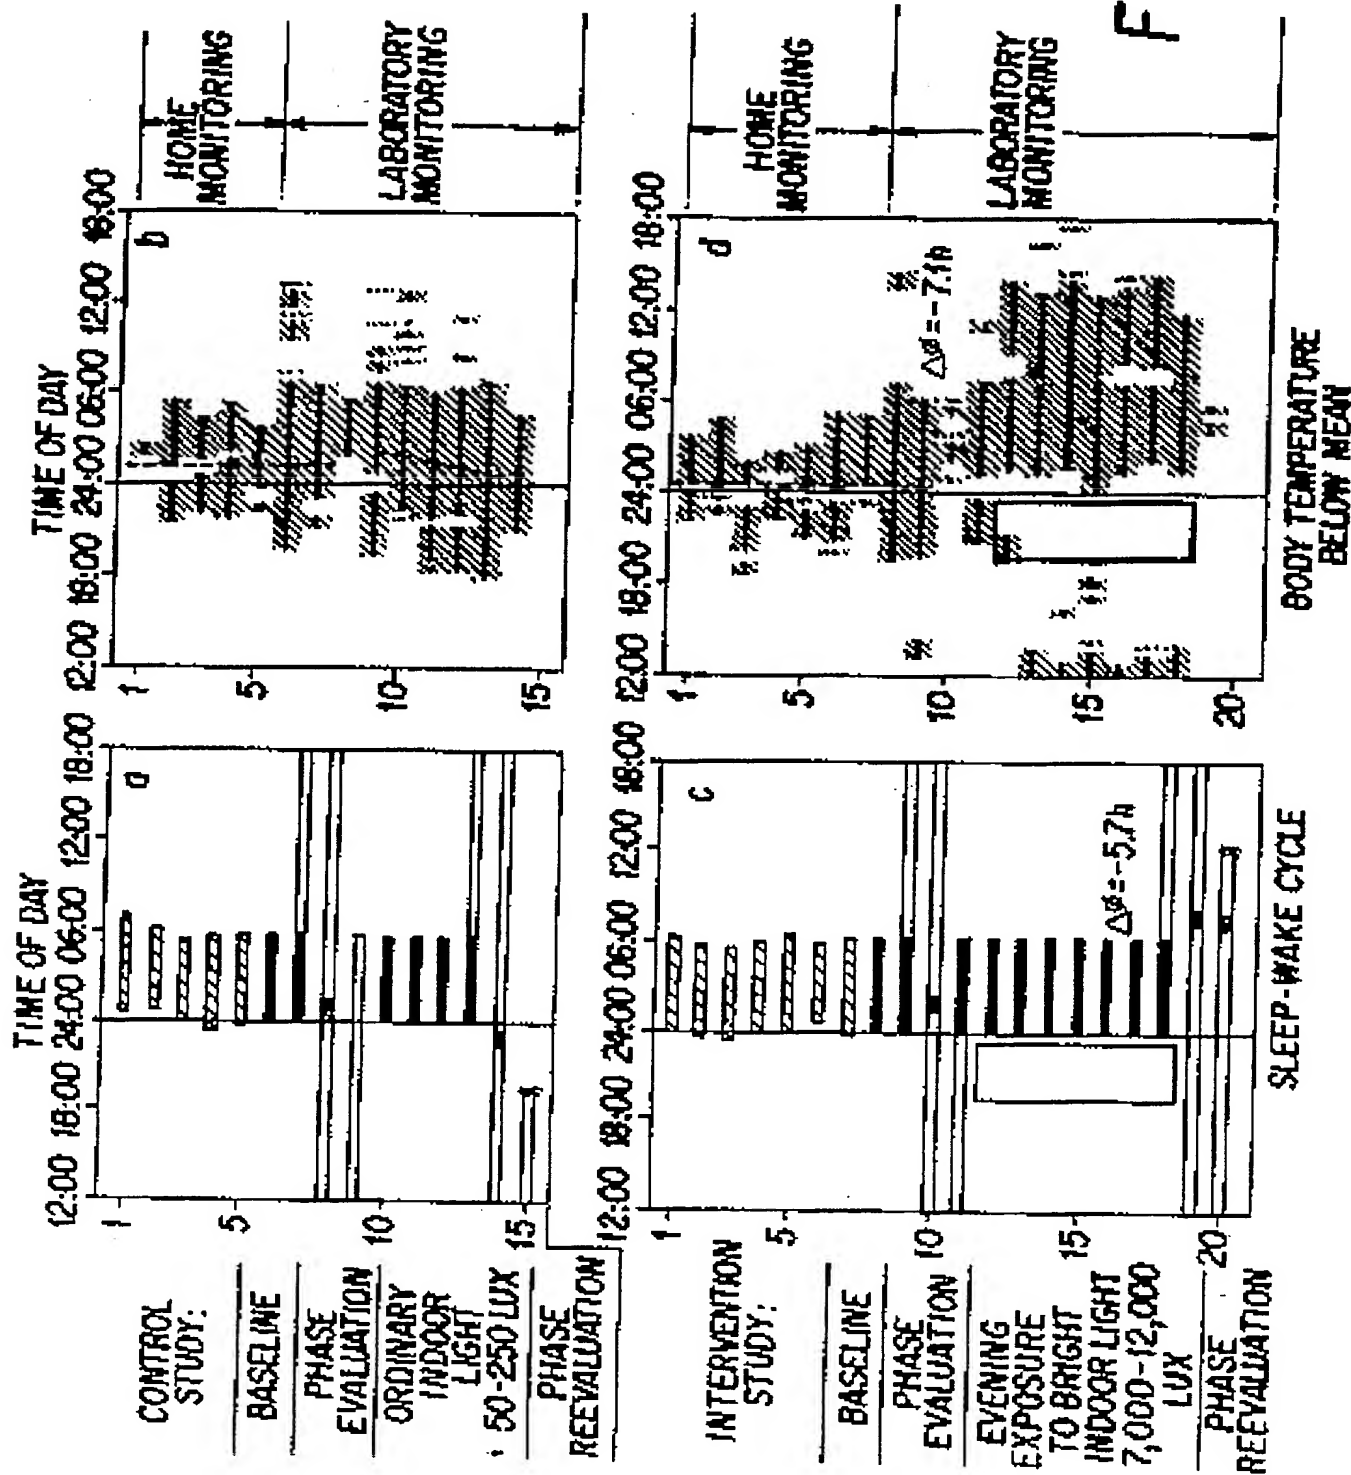 TIME OF DAY
12:00 18:00 24:00 06:00 12:00 18:00
TIME OF DAY
12:00 18:00 24:00 06:00 12:00 18:00
CONTROL
STUDY:
BASELINE
PHASE
EVALUATION
ORDINARY
INDOOR
LIGHT
50-250 LUX
PHASE
REEVALUATION
1
5
10
15
a
1
5
10
15
b
HOME
MONITORING
LABORATORY
MONITORING
12:00 18:00 24:00 06:00 12:00 18:00
12:00 18:00 24:00 06:00 12:00 18:00
INTERVENTION
STUDY:
BASELINE
PHASE
EVALUATION
EVENING
EXPOSURE
TO BRIGHT
INDOOR LIGHT
7,000-12,000
LUX
PHASE
REEVALUATION
1
5
10
15
20
c
Δφ=-5.7h
1
5
10
15
20
d
Δφ=-7.1h
HOME
MONITORING
LABORATORY
MONITORING
SLEEP-WAKE CYCLE
BODY TEMPERATURE
BELOW MEAN
F